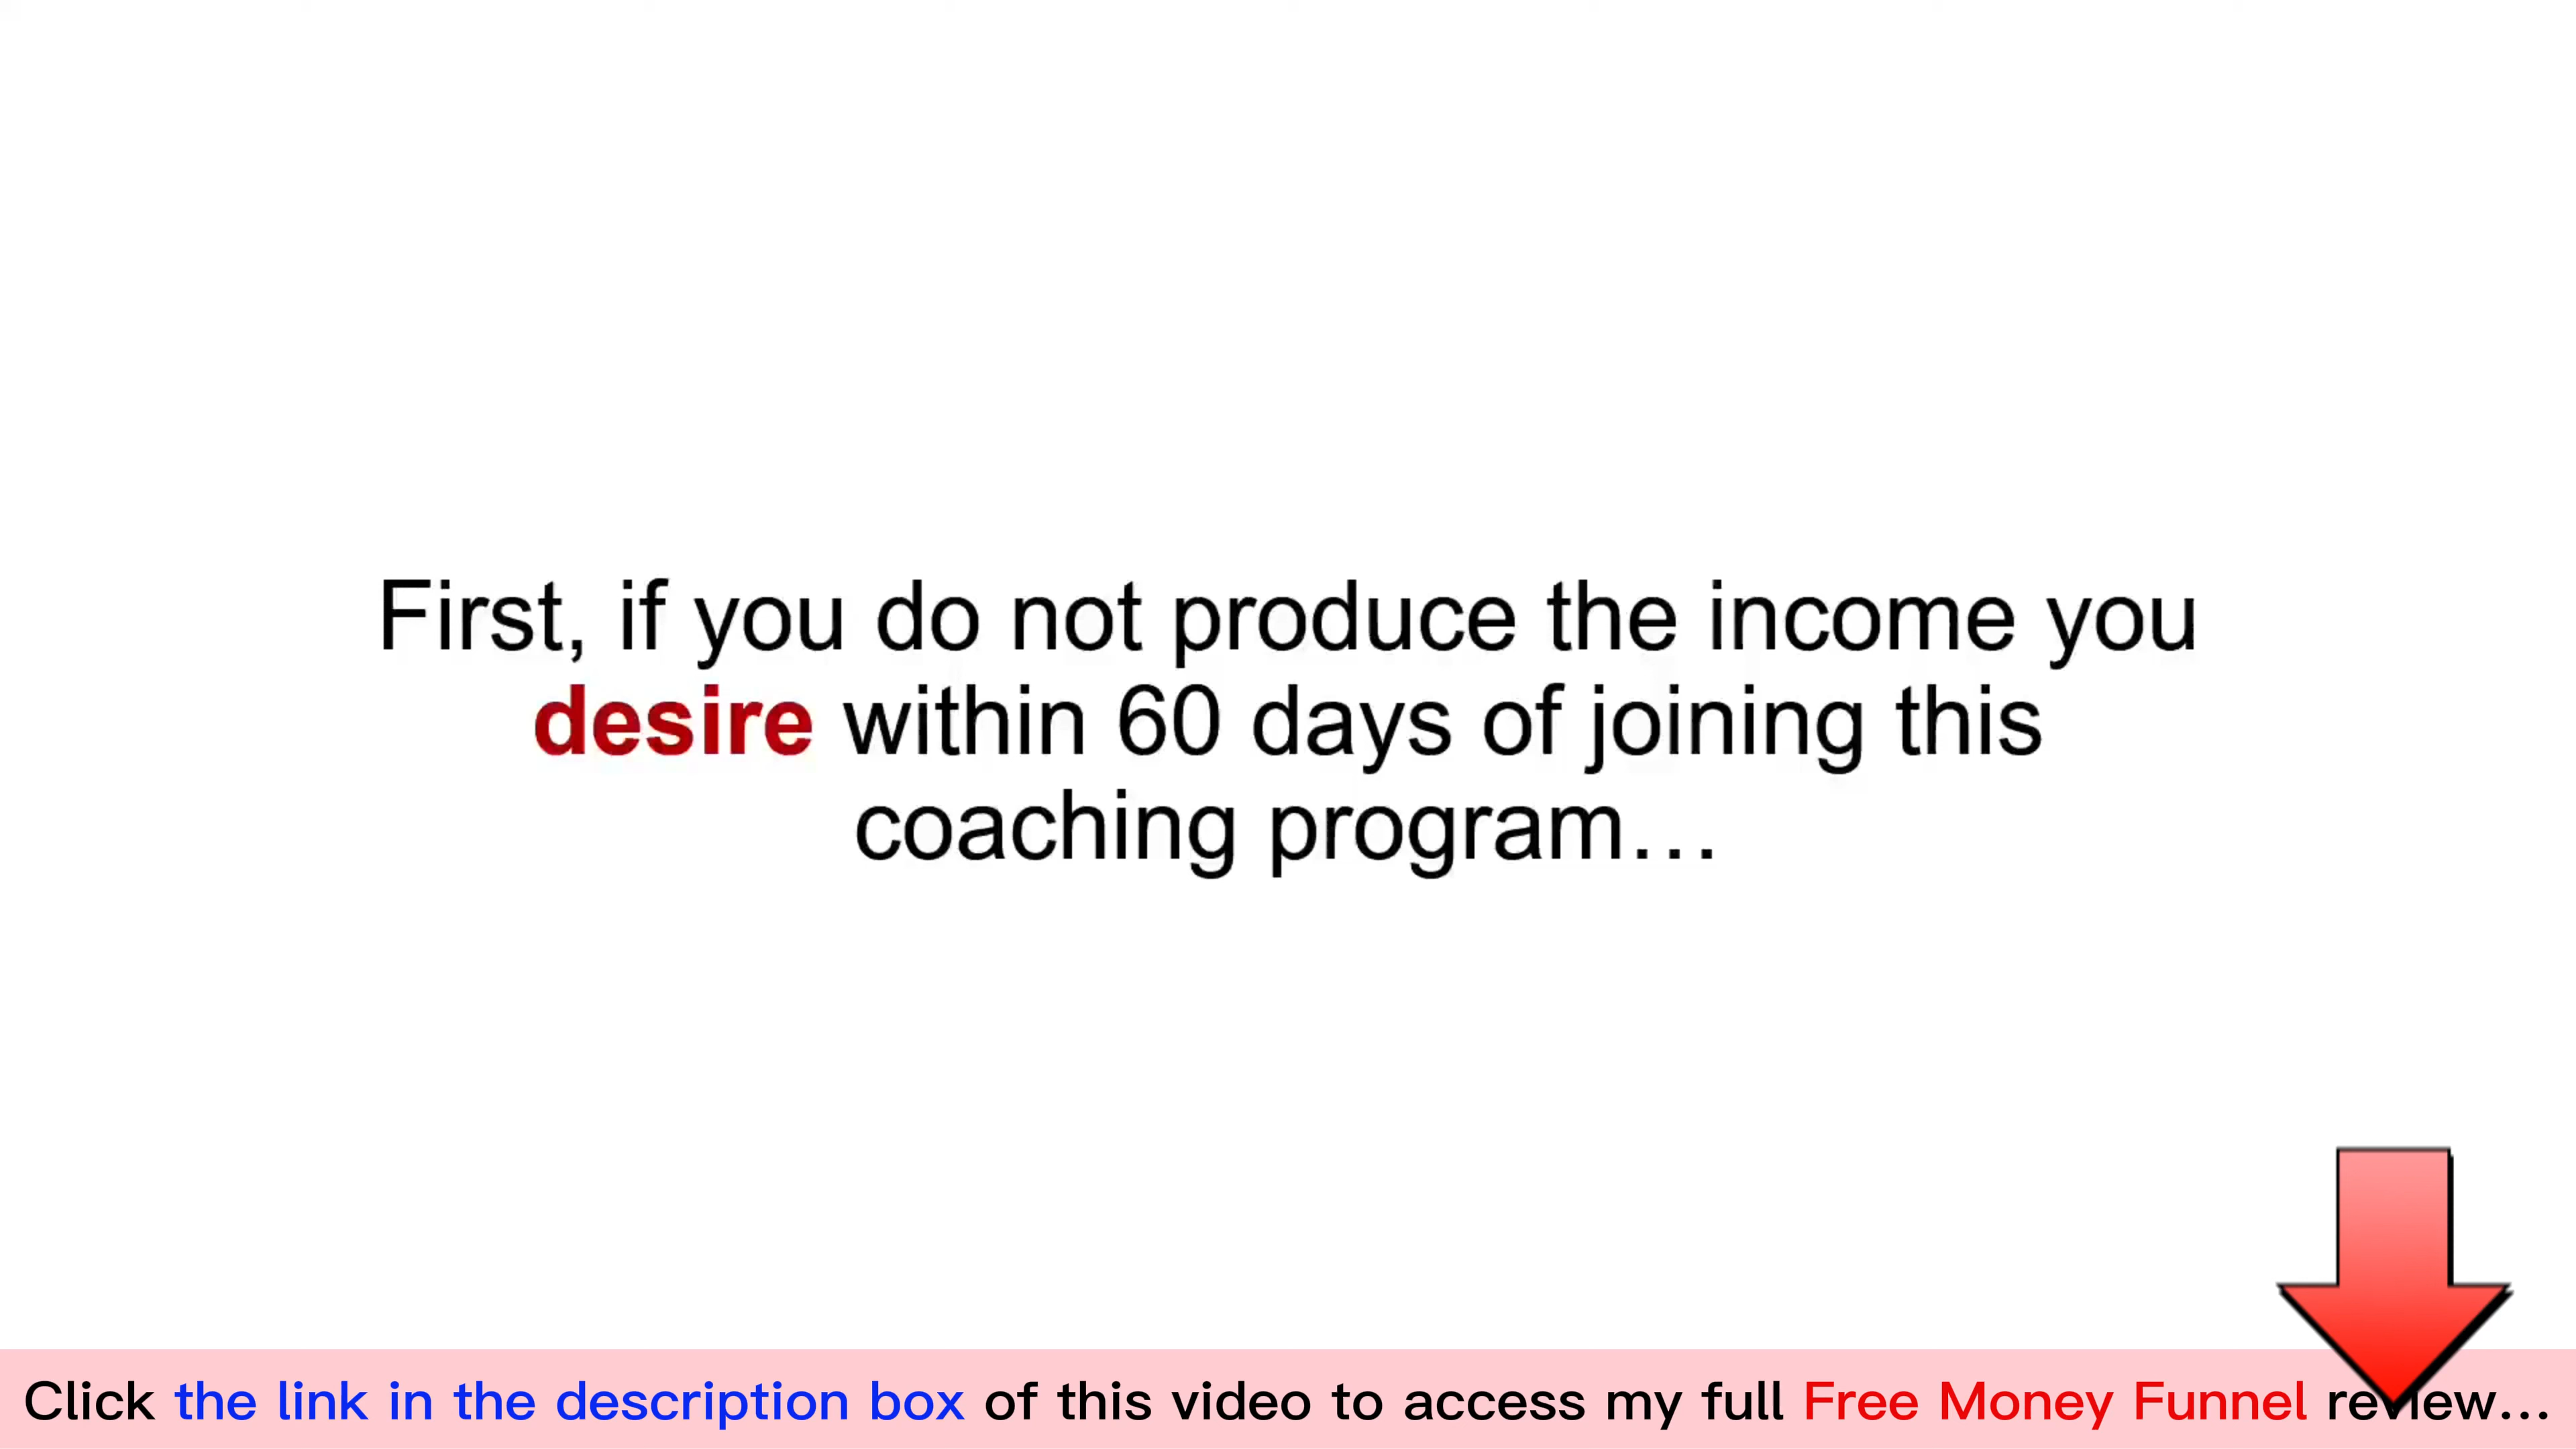 First, if you do not produce the income you
desire within 60 days of joining this
coaching program…
Click the link in the description box of this video to access my full Free Money Funnel review...